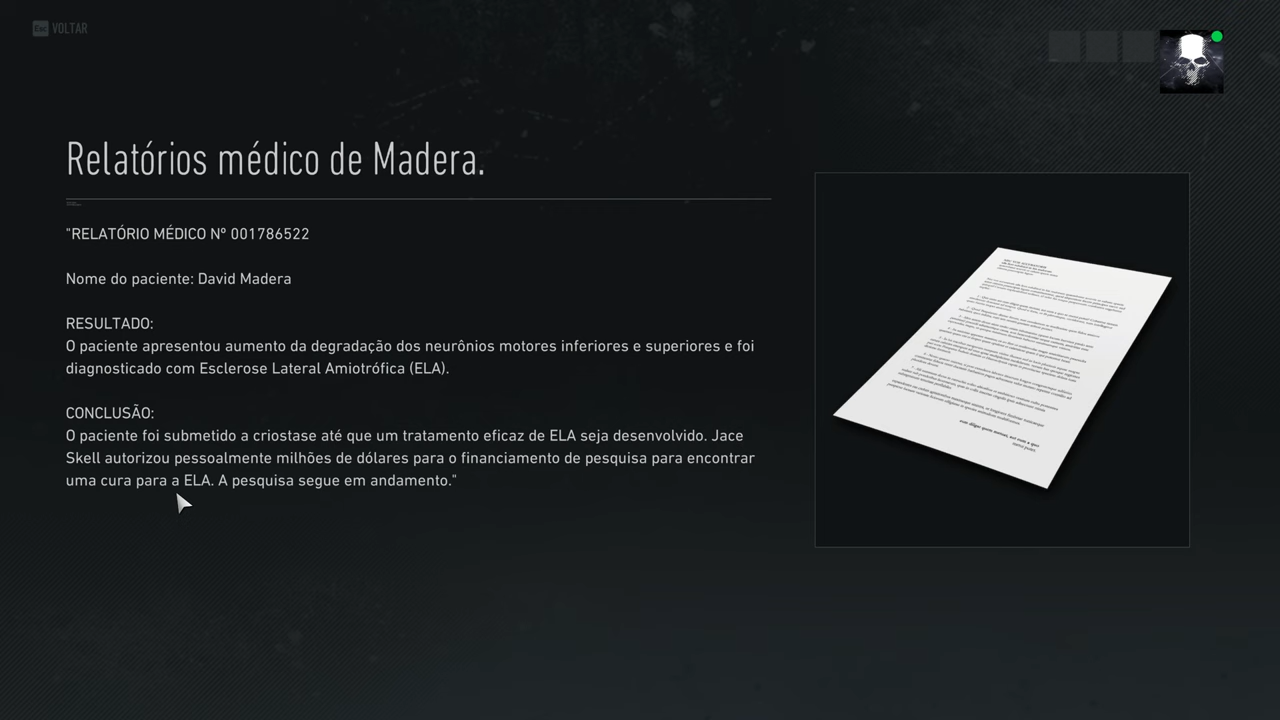 Esc VOLTAR
Relatórios médico de Madera.
"RELATÓRIO MÉDICO Nº 001786522
Nome do paciente: David Madera
RESULTADO:
O paciente apresentou aumento da degradação dos neurônios motores inferiores e superiores e foi
diagnosticado com Esclerose Lateral Amiotrófica (ELA).
CONCLUSÃO:
O paciente foi submetido a criostase até que um tratamento eficaz de ELA seja desenvolvido. Jace
Skell autorizou pessoalmente milhões de dólares para o financiamento de pesquisa para encontrar
uma cura para a ELA. A pesquisa segue em andamento."